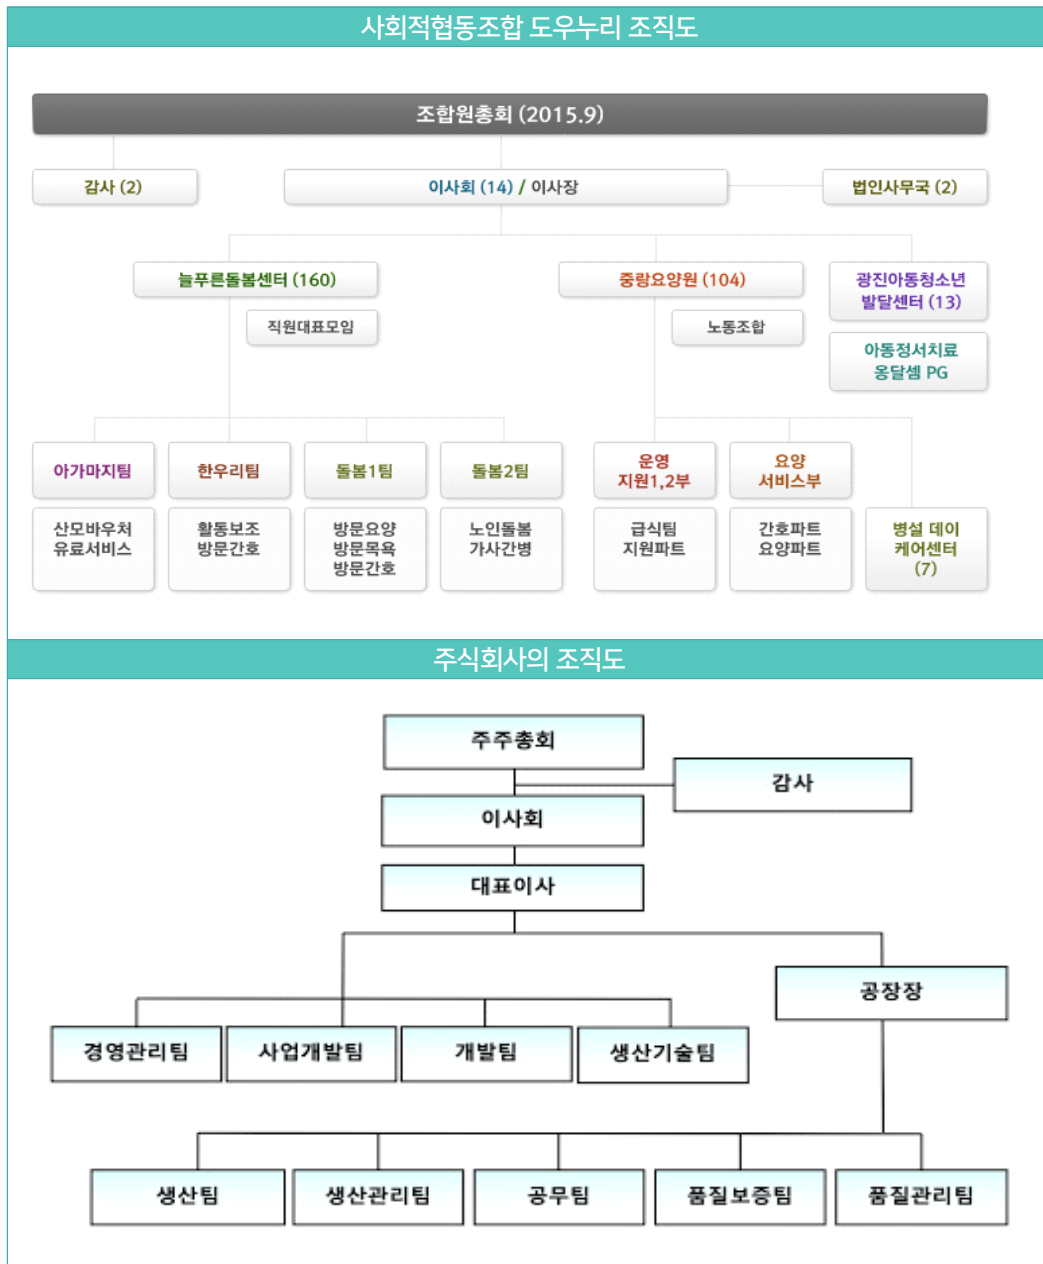 사회적협동조합 도우누리 조직도
조합원총회 (2015.9)
감사 (2)
이사회 (14) / 이사장
법인사무국 (2)
늘푸른돌봄센터 (160)
직원대표모임
중랑요양원 (104)
노동조합
광진아동청소년
발달센터 (13)
아동정서치료
옹달셈 PG
아가마지팀
한우리팀
돌봄1팀
돌봄2팀
운영
지원1,2부
요양
서비스부
산모바우처
유료서비스
활동보조
방문간호
방문요양
방문목욕
방문간호
노인돌봄
가사간병
급식팀
지원파트
간호파트
요양파트
병설 데이
케어센터
(7)
주식회사의 조직도
주주총회
감사
이사회
대표이사
공장장
경영관리팀
사업개발팀
개발팀
생산기술팀
생산팀
생산관리팀
공무팀
품질보증팀
품질관리팀